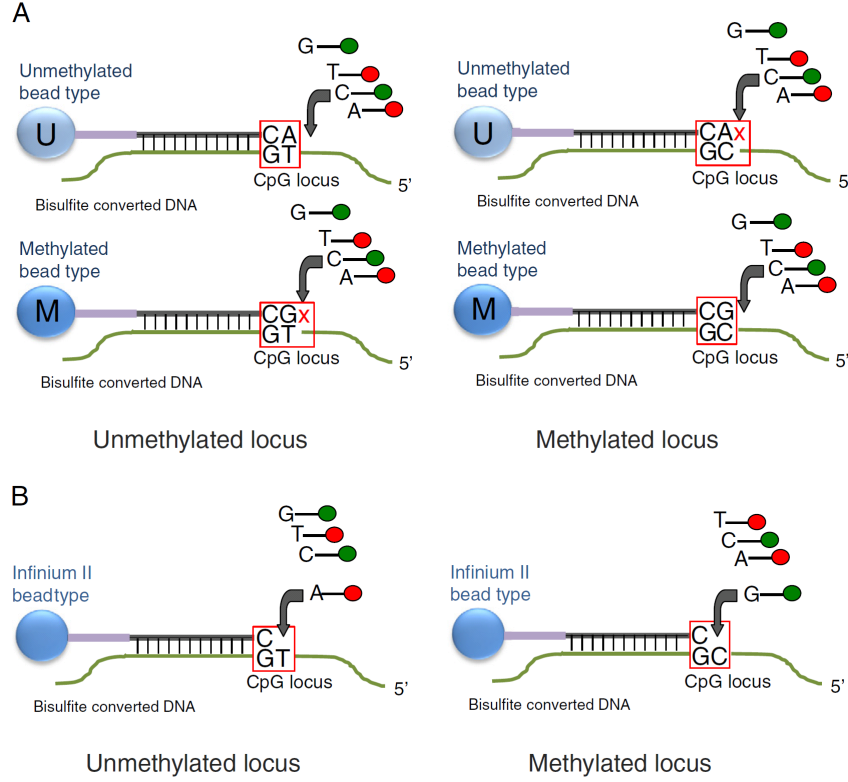 A
G
T
C
A
Unmethylated
bead type
U
CA
GT
CpG locus
5'
Bisulfite converted DNA
G
T
C
A
Unmethylated
bead type
U
CAx
GC
CpG locus
5'
Bisulfite converted DNA
G
T
C
A
Methylated
bead type
M
CGx
GT
CpG locus
5'
Bisulfite converted DNA
G
T
C
A
Methylated
bead type
M
CG
GC
CpG locus
5'
Bisulfite converted DNA
Unmethylated locus
Methylated locus
B
G
T
C
A
Infinium II
beadtype
C
GT
CpG locus
5'
Bisulfite converted DNA
T
C
A
G
Infinium II
bead type
C
GC
CpG locus
5'
Bisulfite converted DNA
Unmethylated locus
Methylated locus